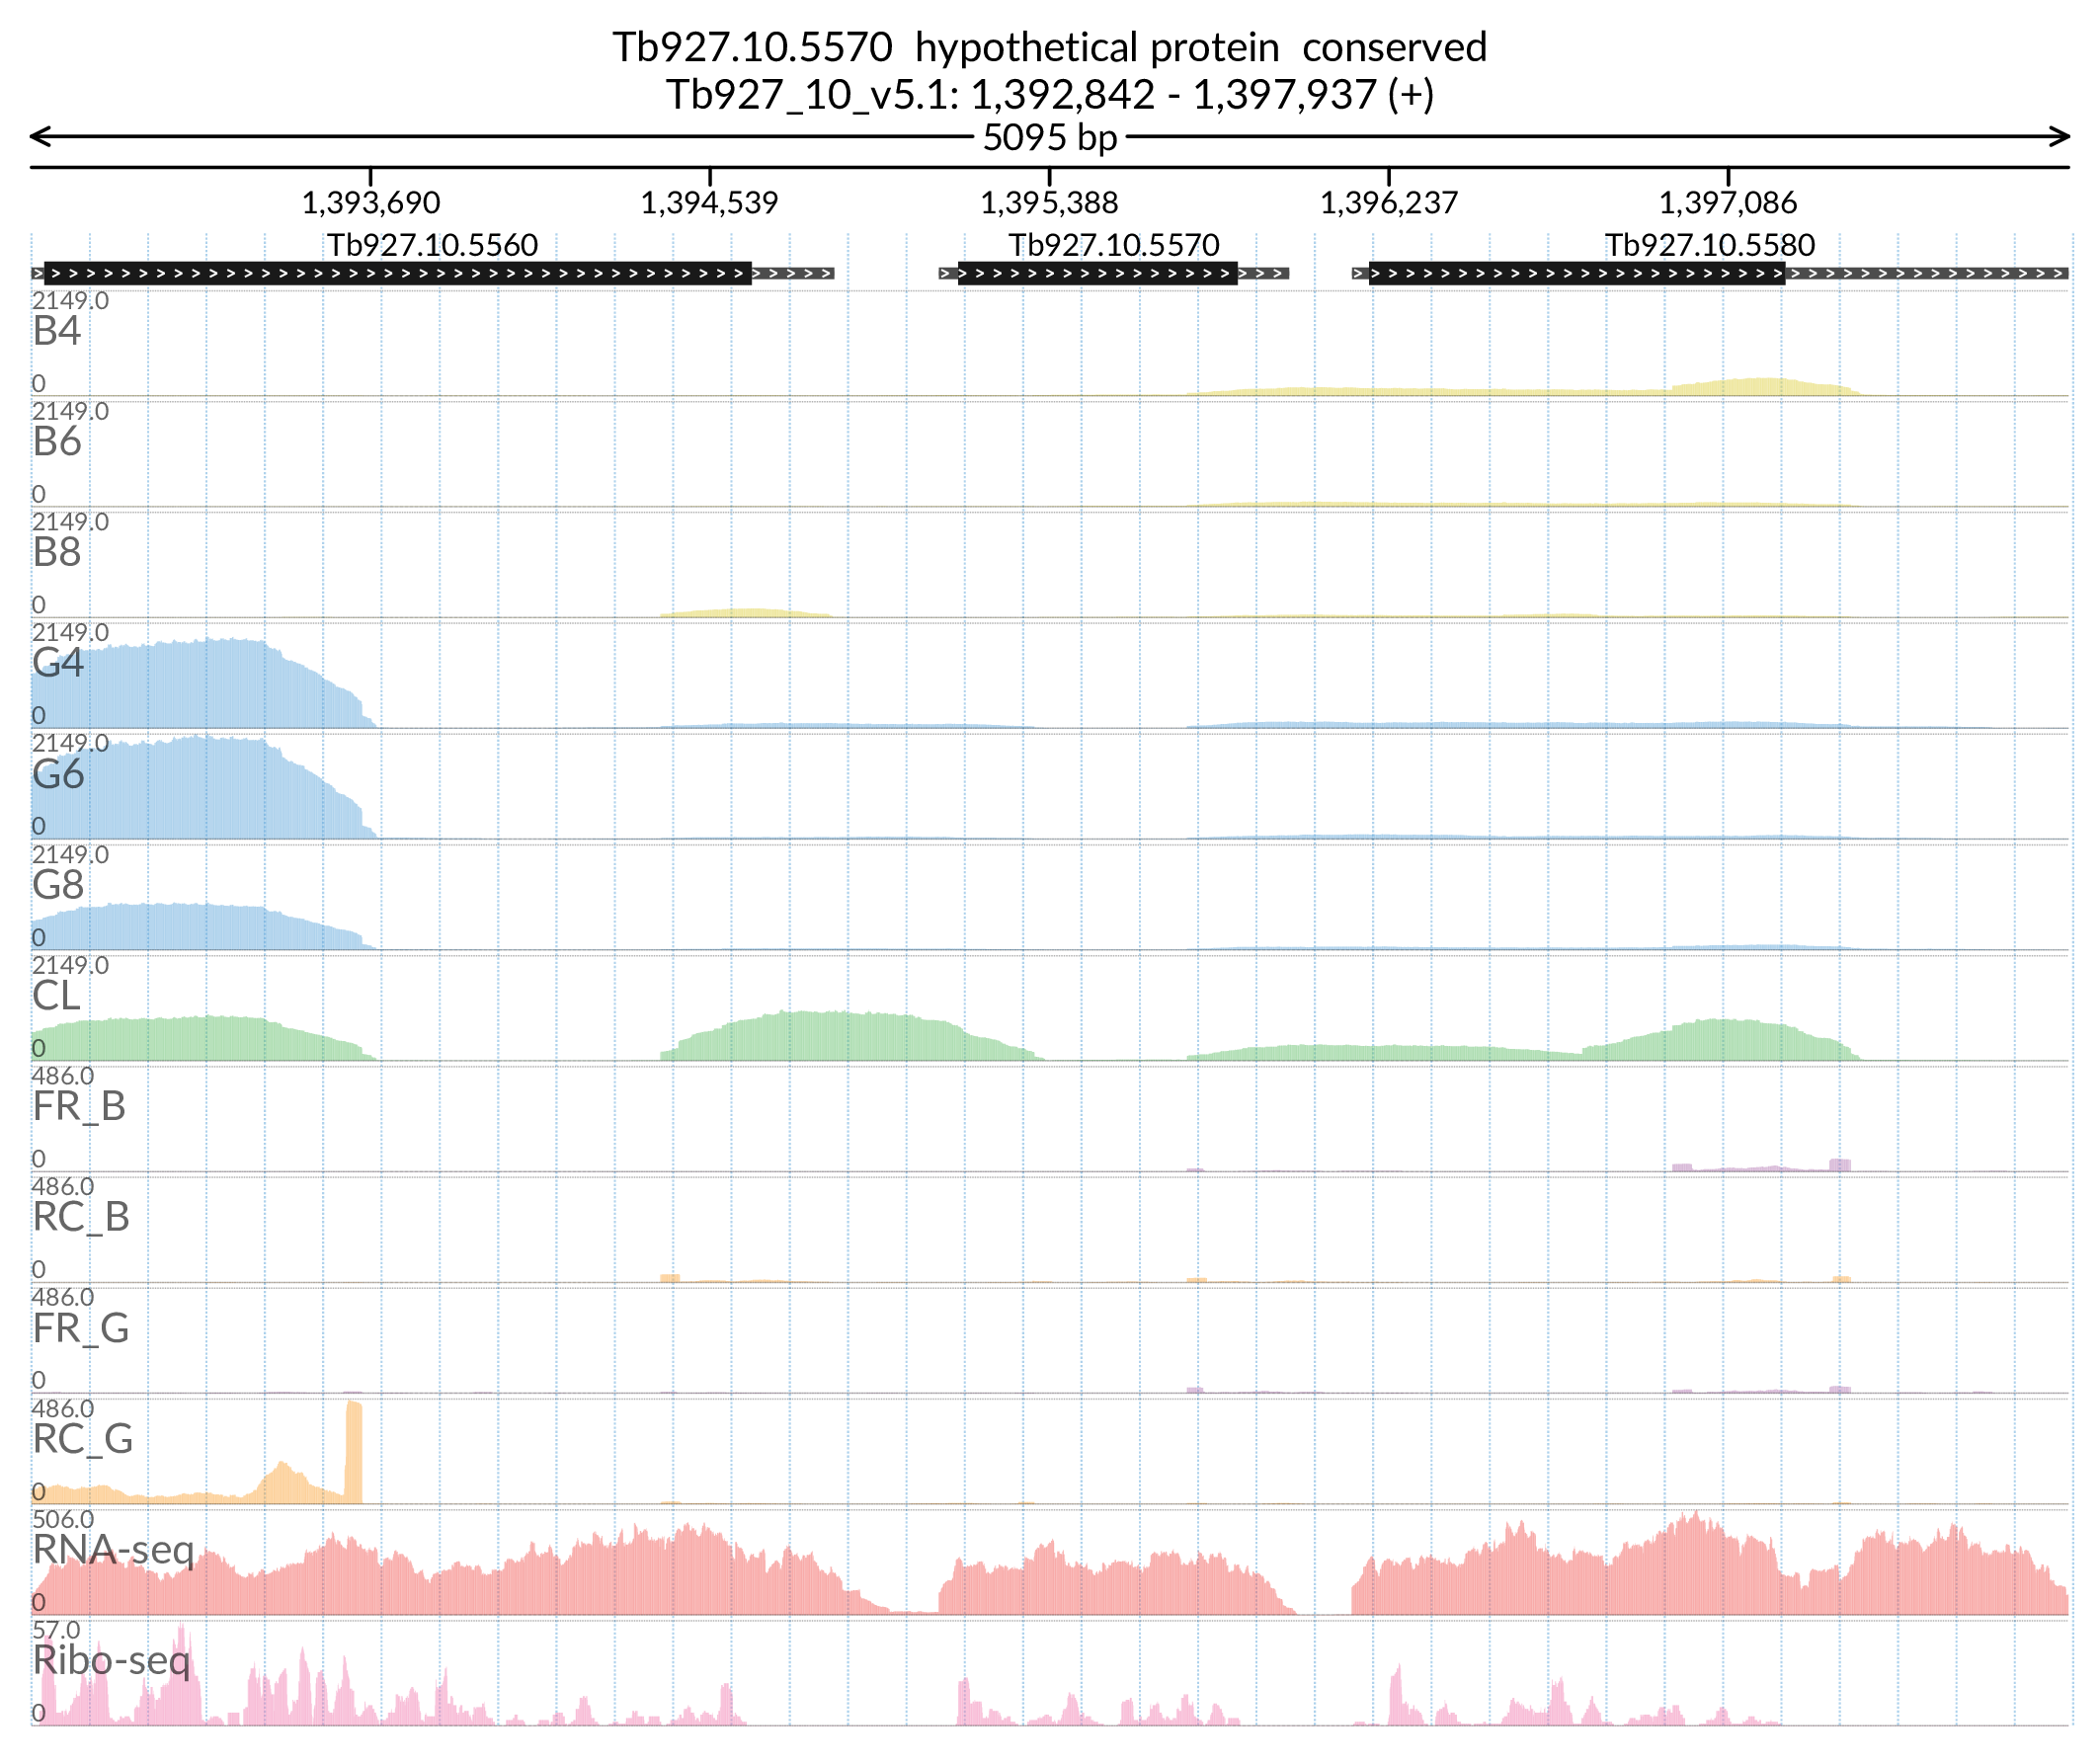 Tb927.10.5570  hypothetical protein  conserved
Tb927_10_v5.1: 1,392,842 - 1,397,937 (+)
5095 bp
1,393,690 1,394,539 1,395,388 1,396,237 1,397,086
Tb927.10.5560 Tb927.10.5570 Tb927.10.5580
2149.0
B4
0
2149.0
B6
0
2149.0
B8
0
2149.0
G4
0
2149.0
G6
0
2149.0
G8
0
2149.0
CL
0
486.0
FR_B
0
486.0
RC_B
0
486.0
FR_G
0
486.0
RC_G
0
506.0
RNA-seq
0
57.0
Ribo-seq
0